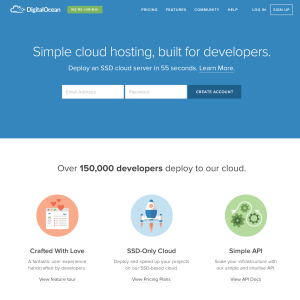 DigitalOcean WE'RE HIRING! PRICING FEATURES COMMUNITY HELP LOG IN SIGN UP
Simple cloud hosting, built for developers.
Deploy an SSD cloud server in 55 seconds. Learn More.
Email Address Password CREATE ACCOUNT
Over 150,000 developers deploy to our cloud.
Crafted With Love SSD-Only Cloud Simple API
A fantastic user experience Deploy and speed up your projects Scale your infrastructure with
handcrafted by developers. on our SSD-based cloud. our simple and intuitive API.
View feature tour View Pricing Plans View API Docs